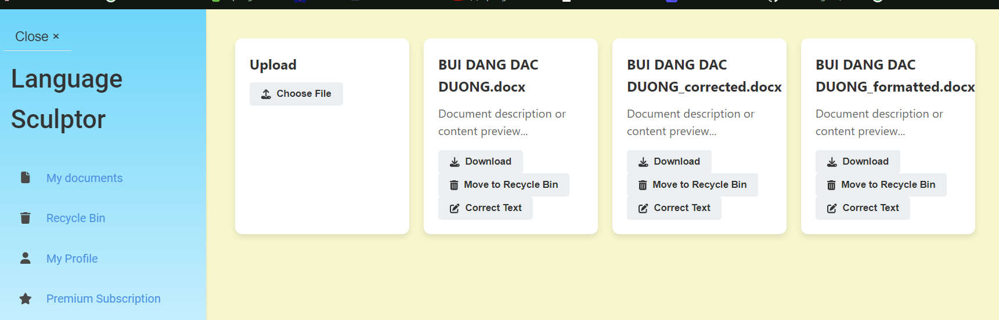 Close ×
Language
Sculptor
My documents
Recycle Bin
My Profile
Premium Subscription
Upload
Choose File
BUI DANG DAC
DUONG.docx
Document description or
content preview...
Download
Move to Recycle Bin
Correct Text
BUI DANG DAC
DUONG_corrected.docx
Document description or
content preview...
Download
Move to Recycle Bin
Correct Text
BUI DANG DAC
DUONG_formatted.docx
Document description or
content preview...
Download
Move to Recycle Bin
Correct Text